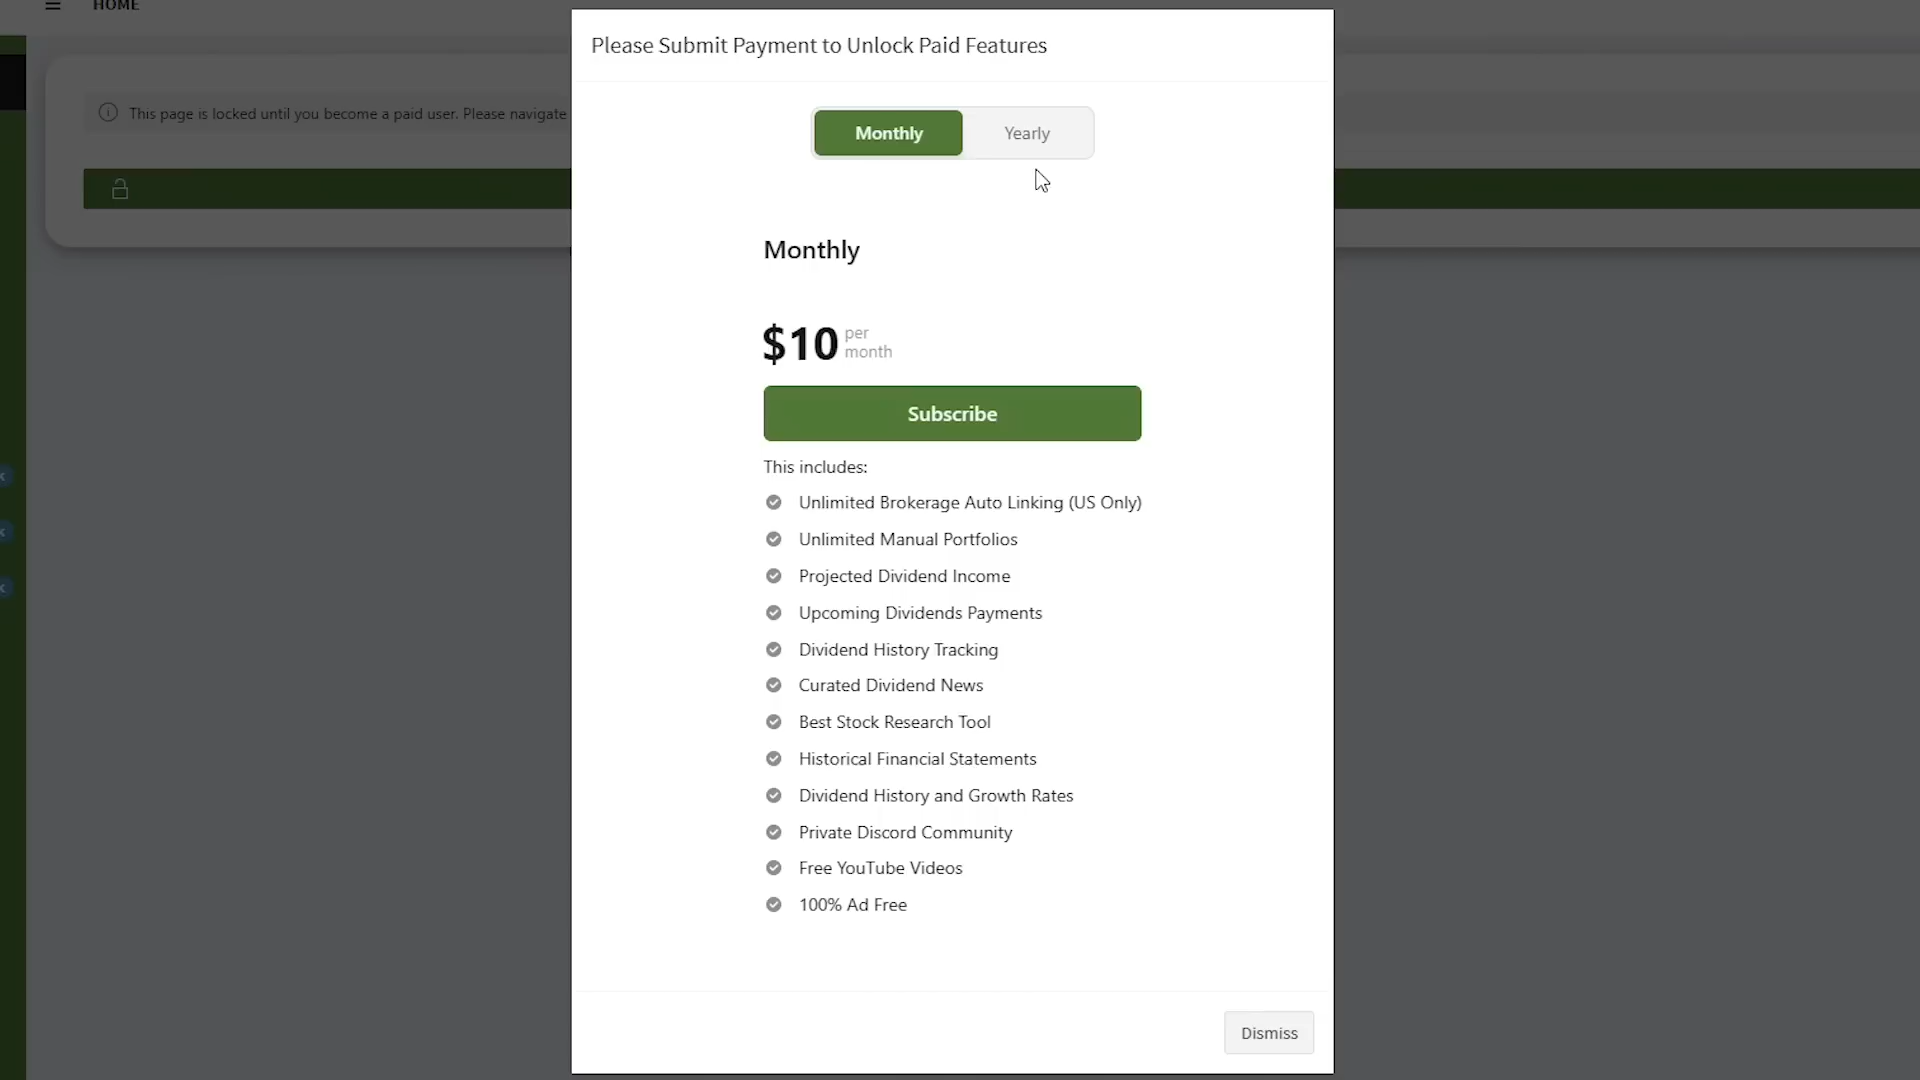 HOME
Please Submit Payment to Unlock Paid Features
This page is locked until you become a paid user. Please navigate
Monthly
Yearly
Monthly
$10 per month
Subscribe
This includes:
Unlimited Brokerage Auto Linking (US Only)
Unlimited Manual Portfolios
Projected Dividend Income
Upcoming Dividends Payments
Dividend History Tracking
Curated Dividend News
Best Stock Research Tool
Historical Financial Statements
Dividend History and Growth Rates
Private Discord Community
Free YouTube Videos
100% Ad Free
Dismiss